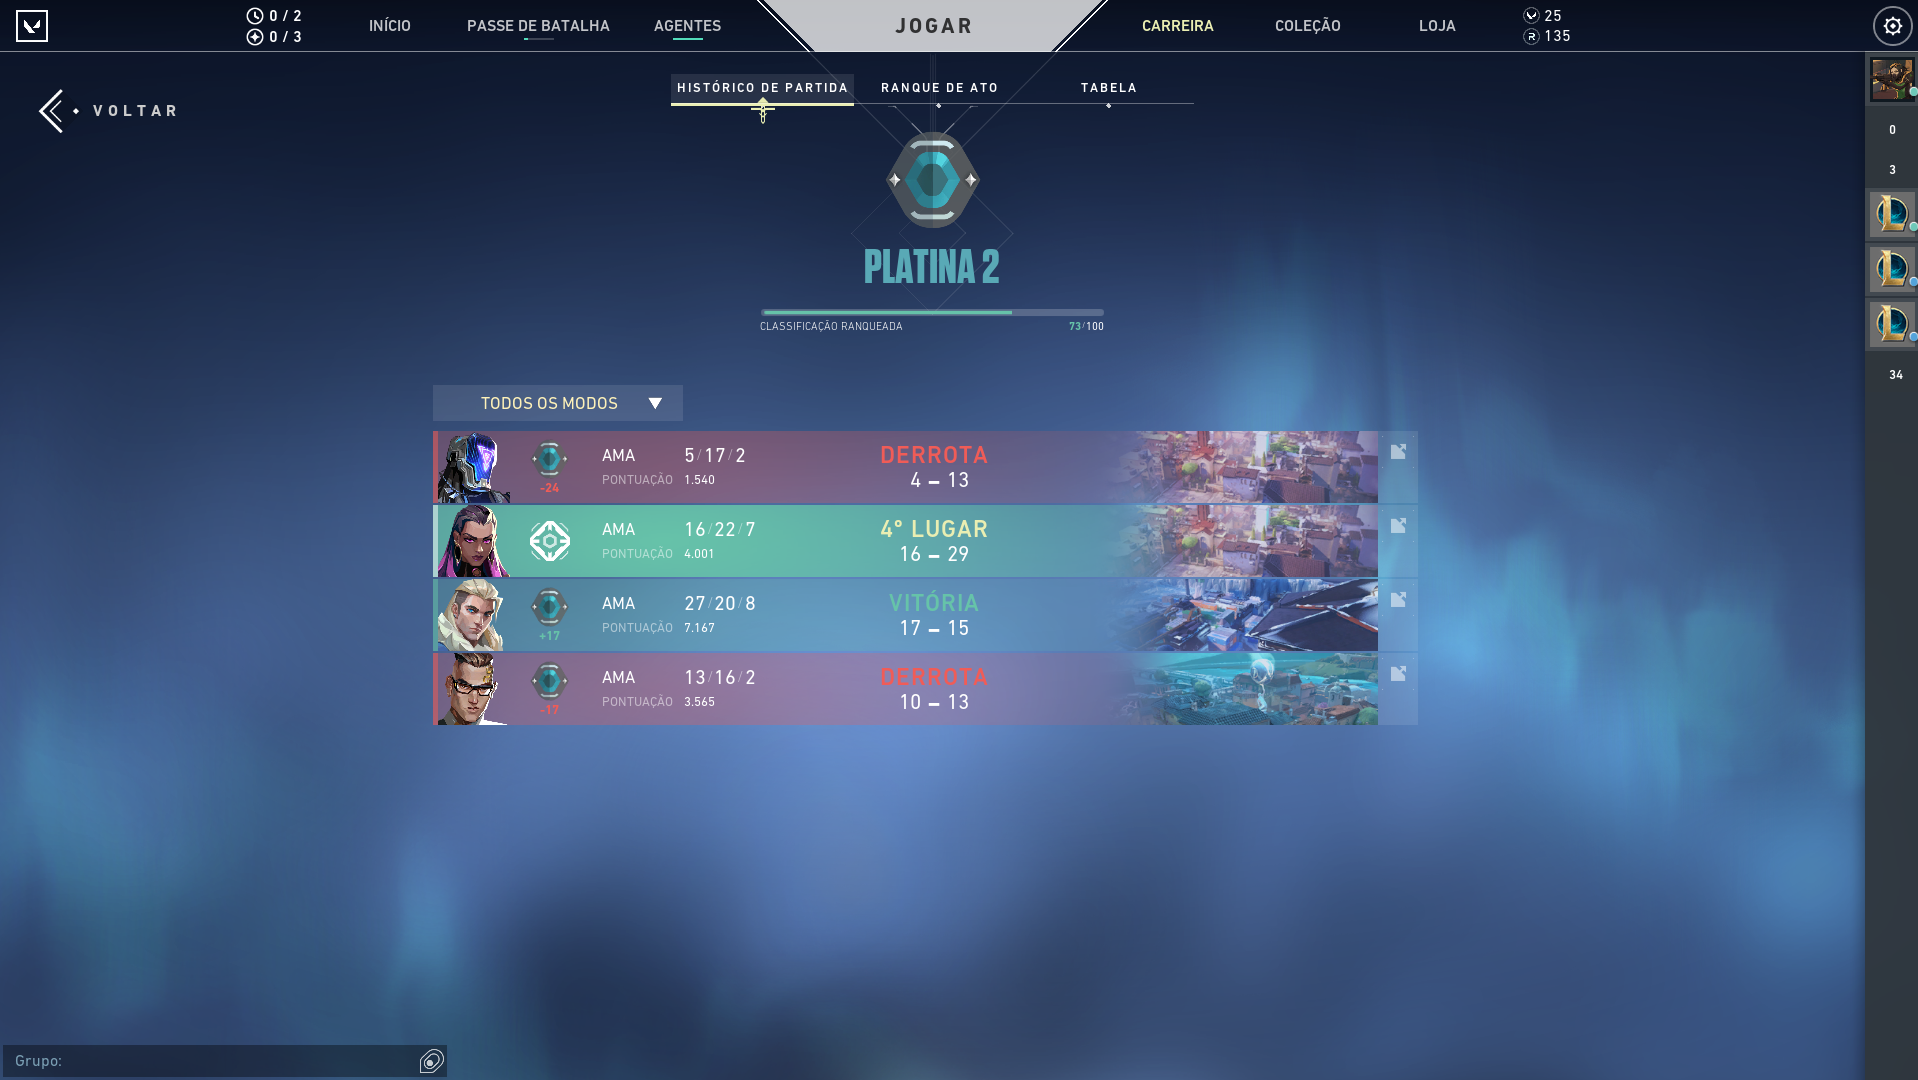 0 / 2
0 / 3
INÍCIO
PASSE DE BATALHA
AGENTES
JOGAR
CARREIRA
COLEÇÃO
LOJA
25
135
HISTÓRICO DE PARTIDA
RANQUE DE ATO
TABELA
VOLTAR
0
3
34
PLATINA 2
CLASSIFICAÇÃO RANQUEADA 73/100
TODOS OS MODOS
AMA 5/17/2 DERROTA
-24 PONTUAÇÃO 1.540 4 – 13
AMA 16/22/7 4º LUGAR
PONTUAÇÃO 4.001 16 – 29
AMA 27/20/8 VITÓRIA
+17 PONTUAÇÃO 7.167 17 – 15
AMA 13/16/2 DERROTA
-17 PONTUAÇÃO 3.565 10 – 13
Grupo: